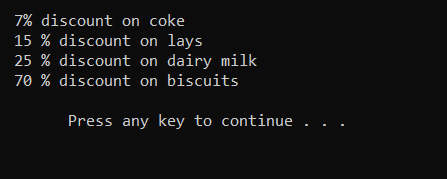 7% discount on coke
15 % discount on lays
25 % discount on dairy milk
70 % discount on biscuits
Press any key to continue . . .